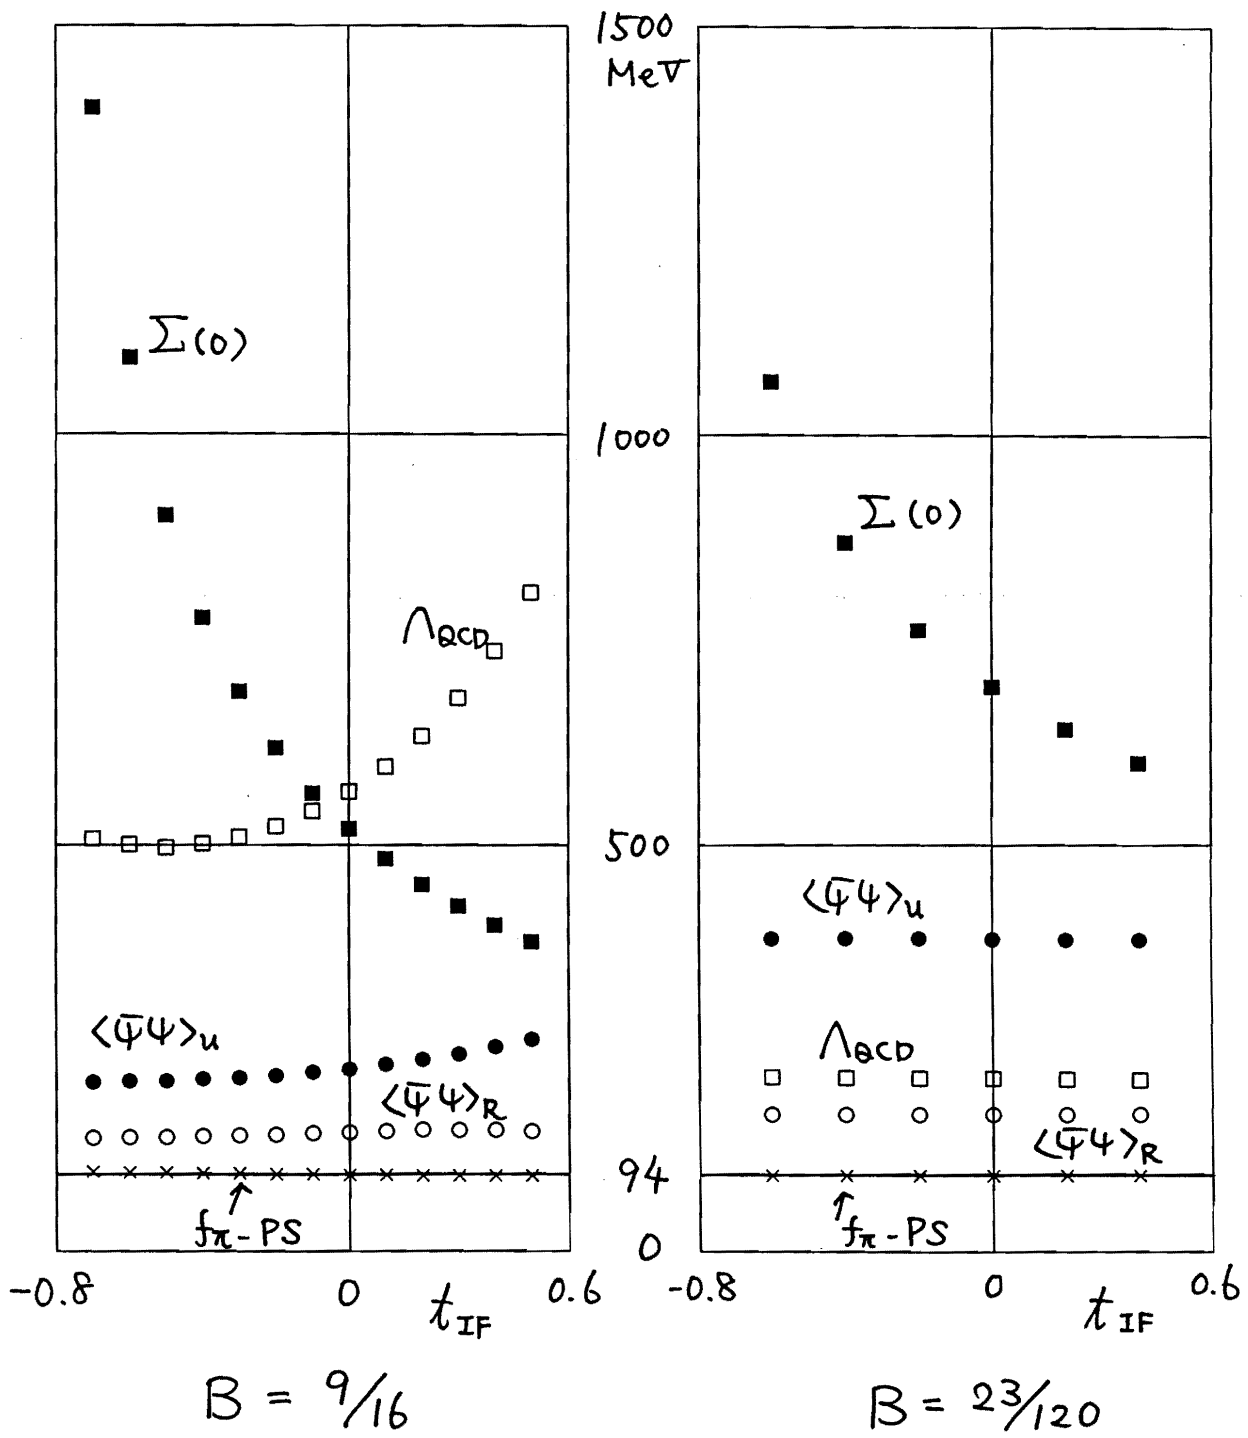 1500
MeV
Σ(0)
1000
Σ(0)
Λ_QCD
500
⟨ψ̄ψ⟩_u
⟨ψ̄ψ⟩_u
Λ_QCD
⟨ψ̄ψ⟩_R
⟨ψ̄ψ⟩_R
94
↑
f_π-PS
↑
f_π-PS
0
-0.8 0 t_IF 0.6
-0.8 0 t_IF 0.6
B = 9/16
B = 23/120